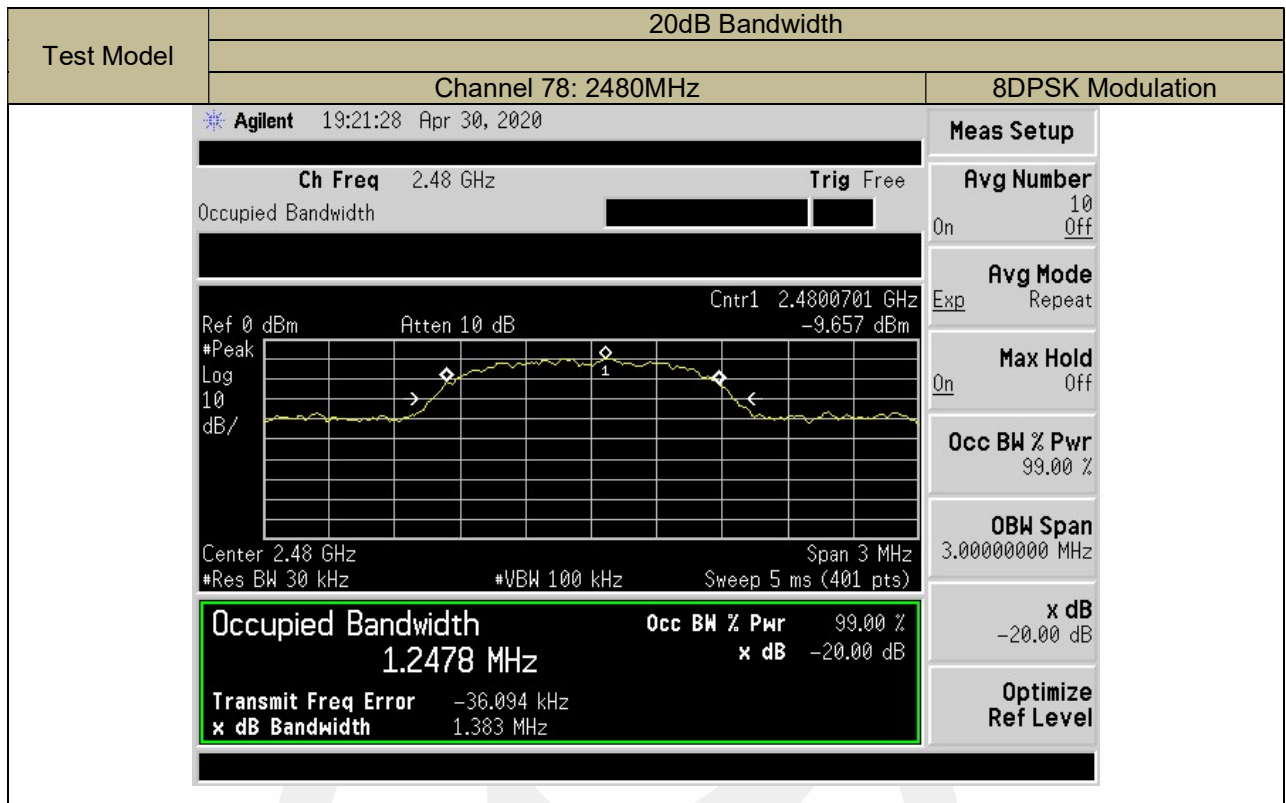 20dB Bandwidth
Test Model
Channel 78: 2480MHz 8DPSK Modulation
Agilent 19:21:28 Apr 30, 2020
Meas Setup
Ch Freq 2.48 GHz Trig Free
Occupied Bandwidth
Avg Number
10
On Off
Avg Mode
Exp Repeat
Cntr1 2.4800701 GHz
Ref 0 dBm Atten 10 dB -9.657 dBm
#Peak
Log
10
dB/
1
Max Hold
On Off
Occ BW % Pwr
99.00 %
Center 2.48 GHz Span 3 MHz
#Res BW 30 kHz #VBW 100 kHz Sweep 5 ms (401 pts)
OBW Span
3.00000000 MHz
Occupied Bandwidth Occ BW % Pwr 99.00 %
1.2478 MHz x dB -20.00 dB
x dB
-20.00 dB
Transmit Freq Error -36.094 kHz
x dB Bandwidth 1.383 MHz
Optimize
Ref Level